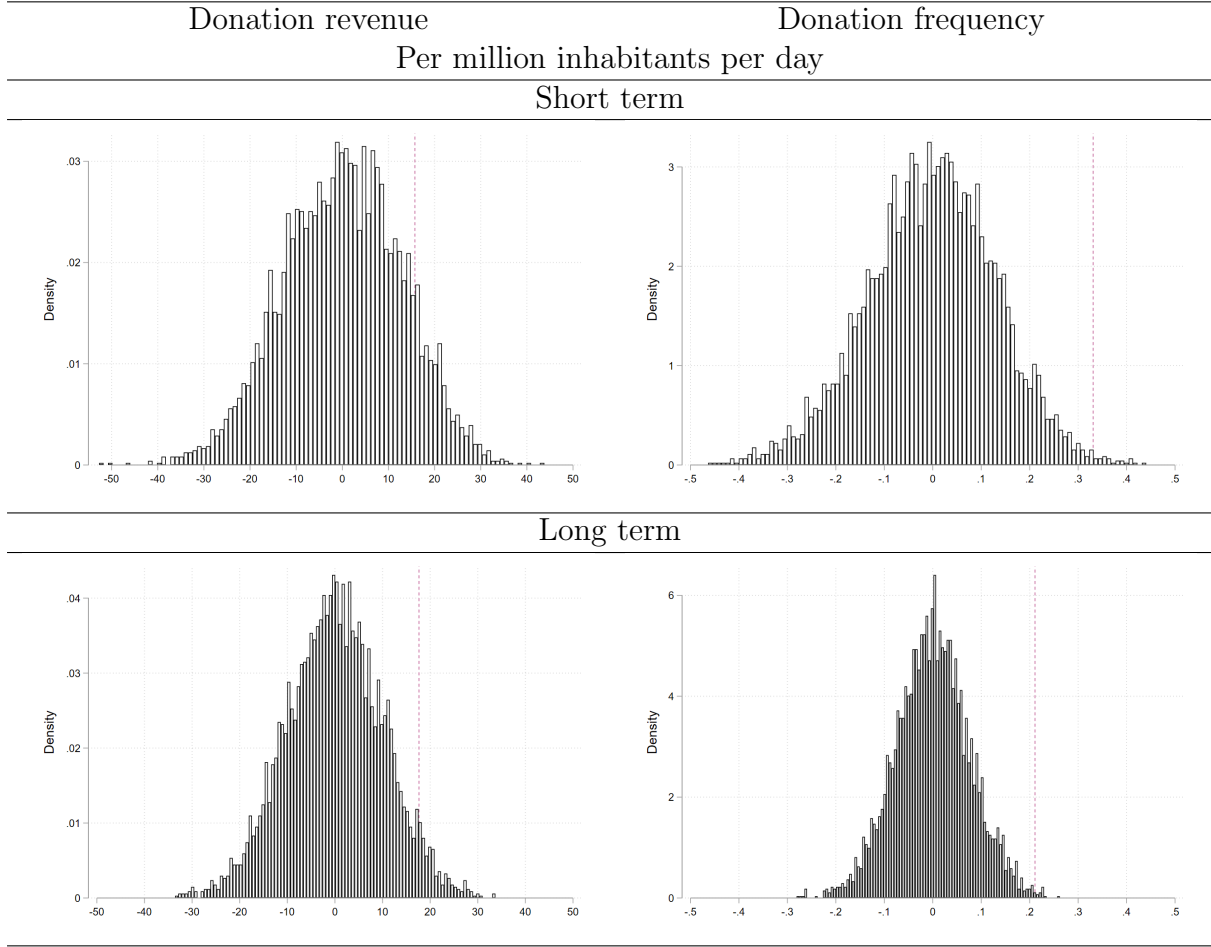 Donation revenue Donation frequency
Per million inhabitants per day
Short term
Density
.03
.02
.01
0
-50 -40 -30 -20 -10 0 10 20 30 40 50
Density
3
2
1
0
-.5 -.4 -.3 -.2 -.1 0 .1 .2 .3 .4 .5
Long term
Density
.04
.03
.02
.01
0
-50 -40 -30 -20 -10 0 10 20 30 40 50
Density
6
4
2
0
-.5 -.4 -.3 -.2 -.1 0 .1 .2 .3 .4 .5